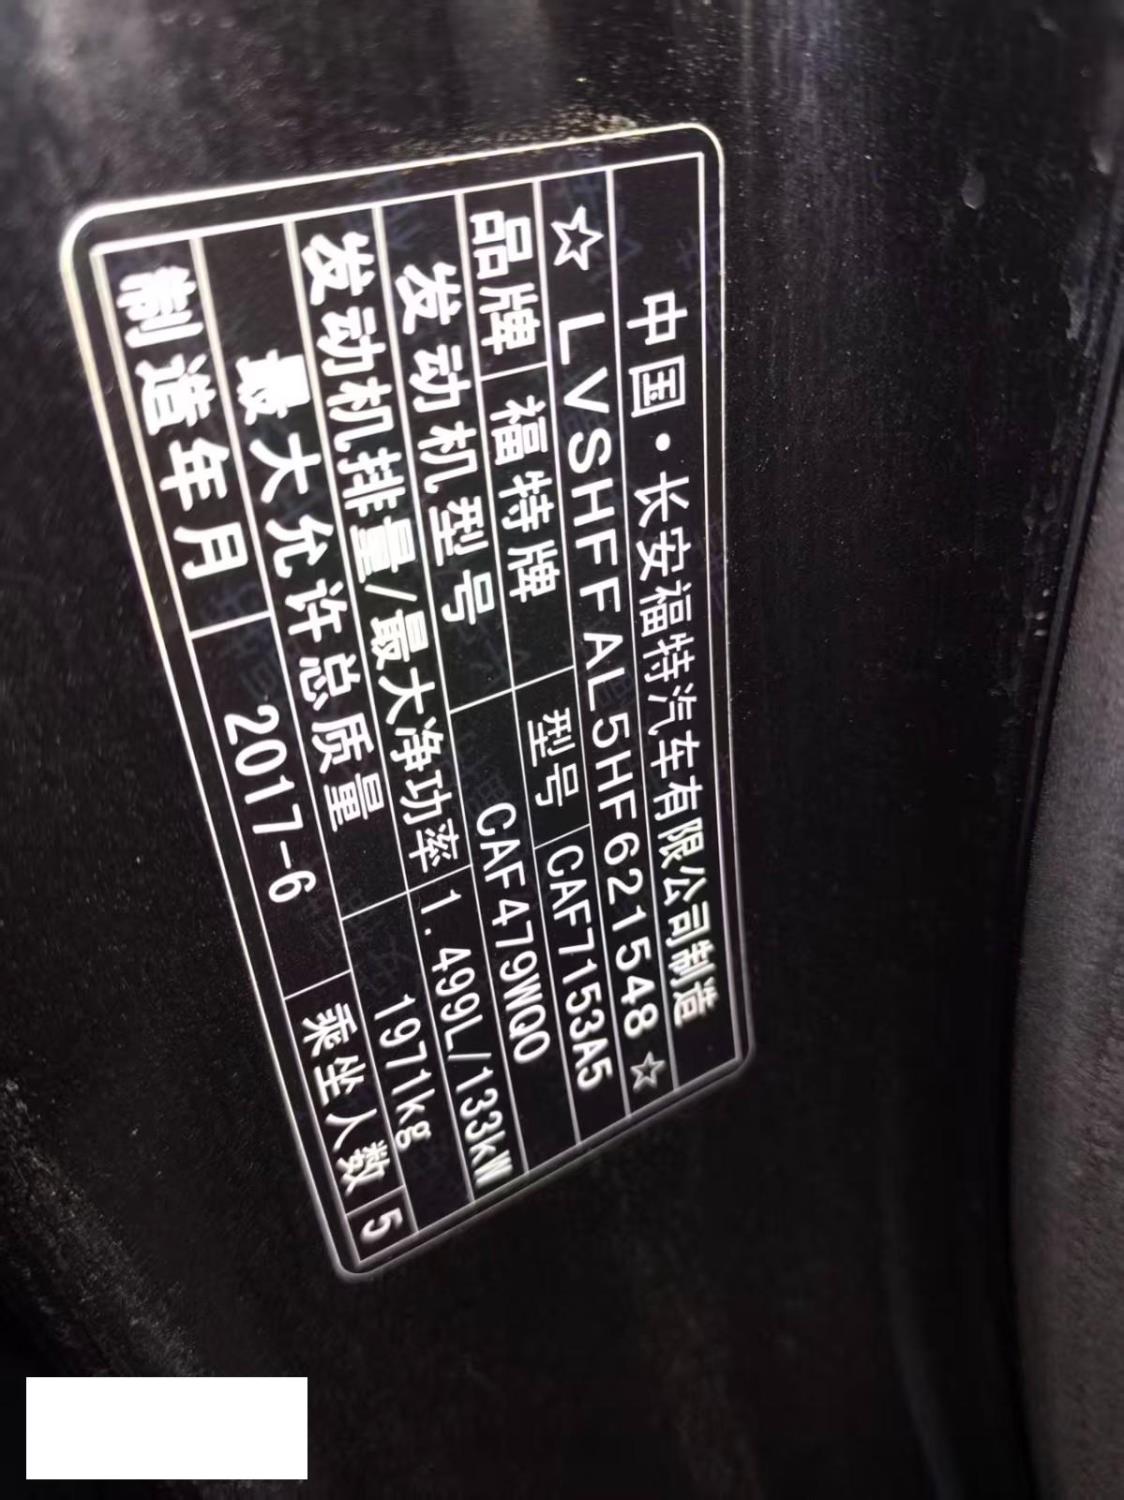 中国·长安福特汽车有限公司制造
☆LVSHFFAL5HF621548☆
品牌 福特牌 型号 CAF7153A5
发动机型号 CAF479WQ0
发动机排量/最大净功率 1.499L/133kW
最大允许总质量 1971kg
制造年月 2017-6 乘坐人数 5